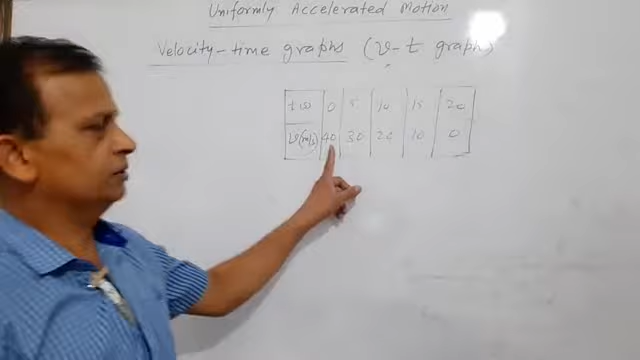 Uniformly Accelerated Motion
Velocity-time graphs (v-t graph)
t(s) 0 5 10 15 20
v(m/s) 40 30 20 10 0